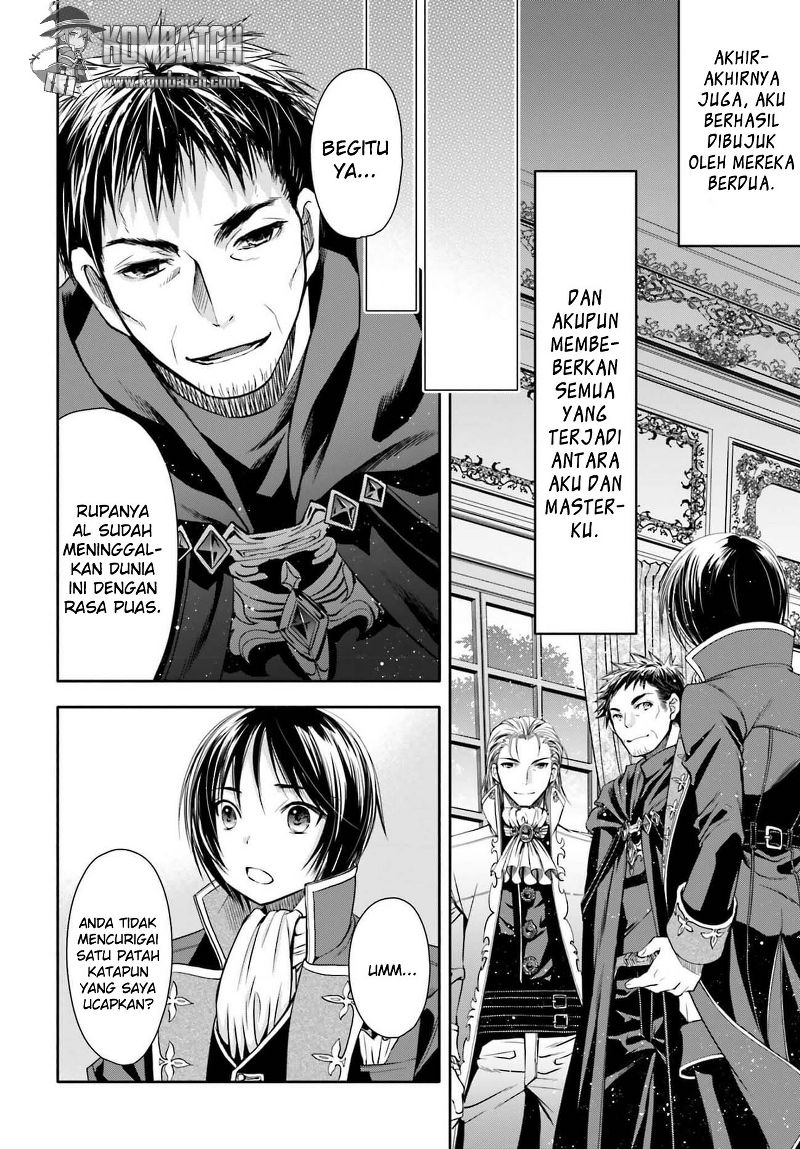 KOMBATCH
www.kombatch.com
AKHIR-
AKHIRNYA
JUGA, AKU
BERHASIL
DIBUJUK
OLEH MEREKA
BERDUA.
DAN
AKUPUN
MEMBE-
BERKAN
SEMUA
YANG
TERJADI
ANTARA
AKU DAN
MASTER-
KU.
BEGITU
YA...
RUPANYA
AL SUDAH
MENINGGAL-
KAN DUNIA
INI DENGAN
RASA PUAS.
UMM...
ANDA TIDAK
MENCURIGAI
SATU PATAH
KATAPUN
YANG SAYA
UCAPKAN?